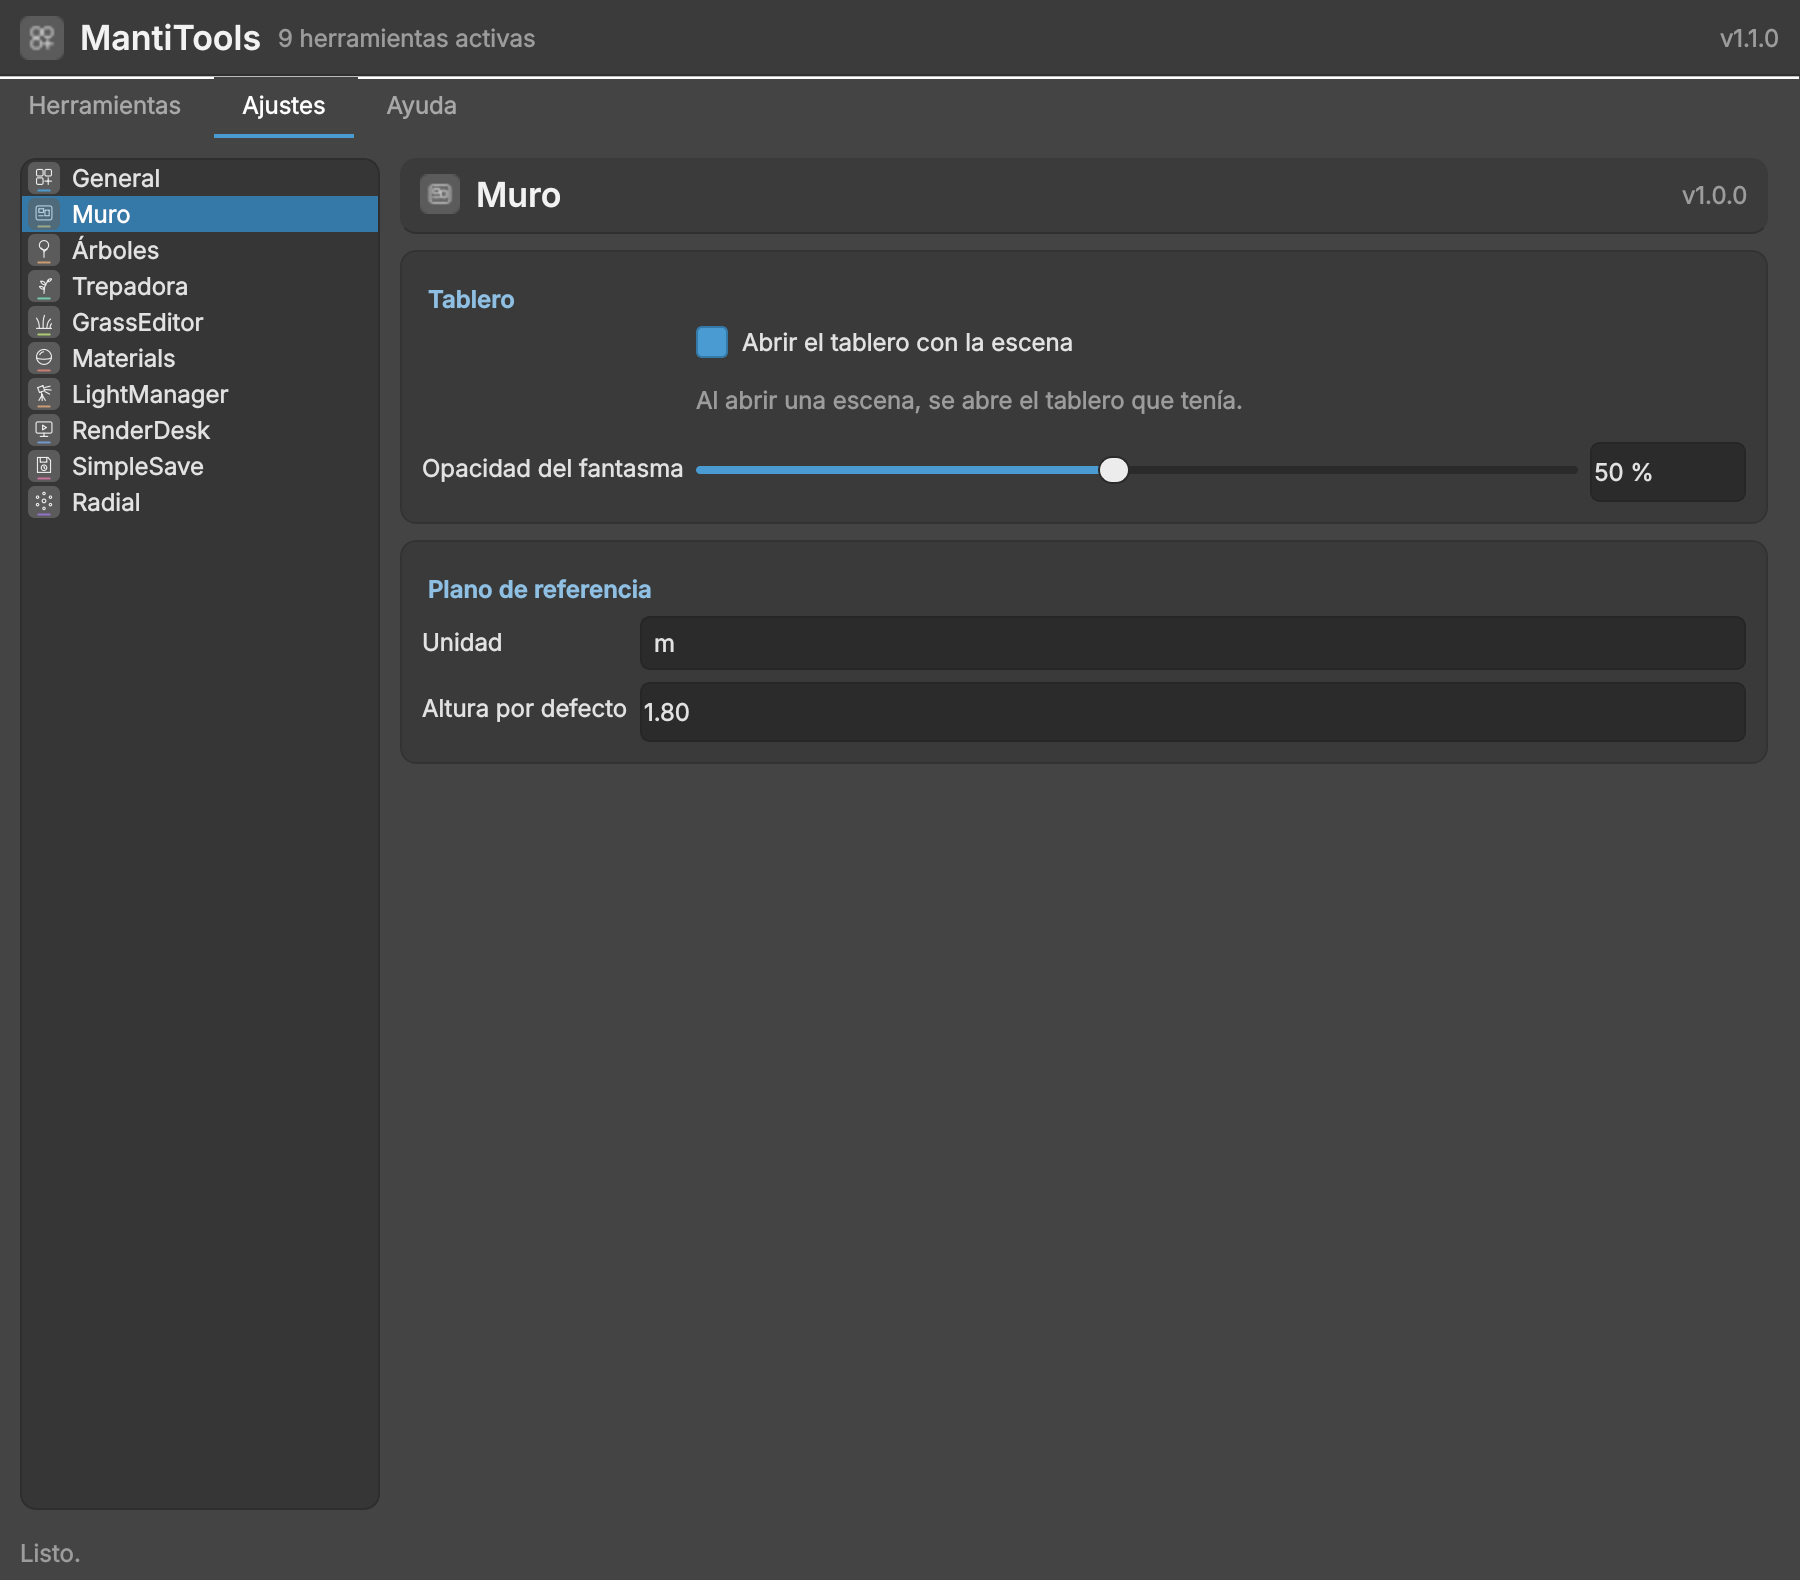 MantiTools 9 herramientas activas v1.1.0
Herramientas Ajustes Ayuda
General
Muro
Árboles
Trepadora
GrassEditor
Materials
LightManager
RenderDesk
SimpleSave
Radial
Muro v1.0.0
Tablero
Abrir el tablero con la escena
Al abrir una escena, se abre el tablero que tenía.
Opacidad del fantasma 50 %
Plano de referencia
Unidad m
Altura por defecto 1.80
Listo.